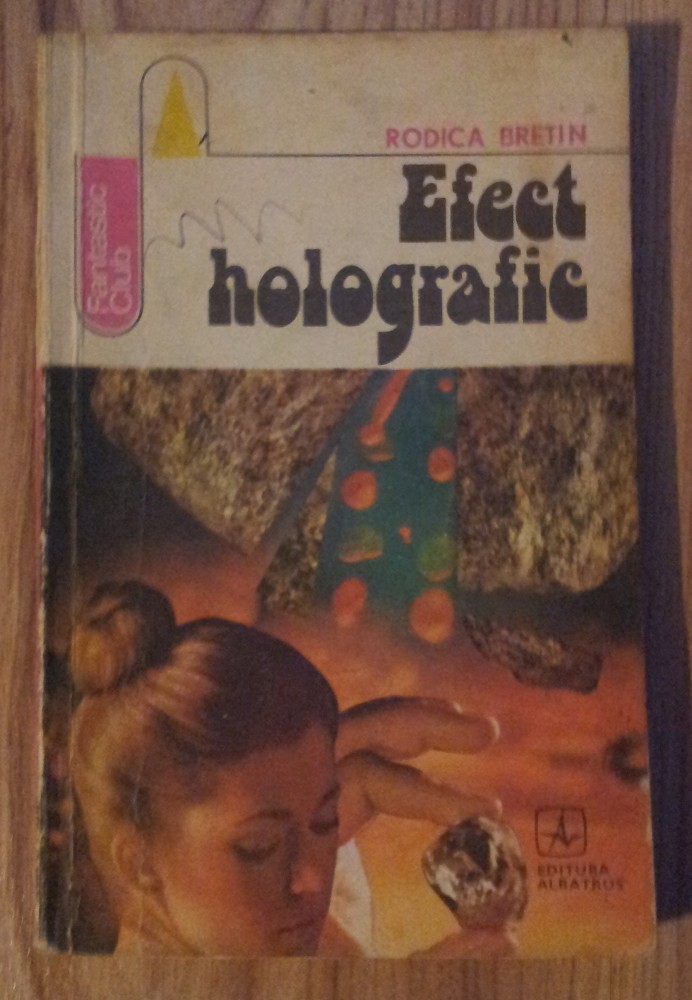 RODICA BRETIN
Efect
holografic
Fantastic
Club
EDITURA
ALBATROS